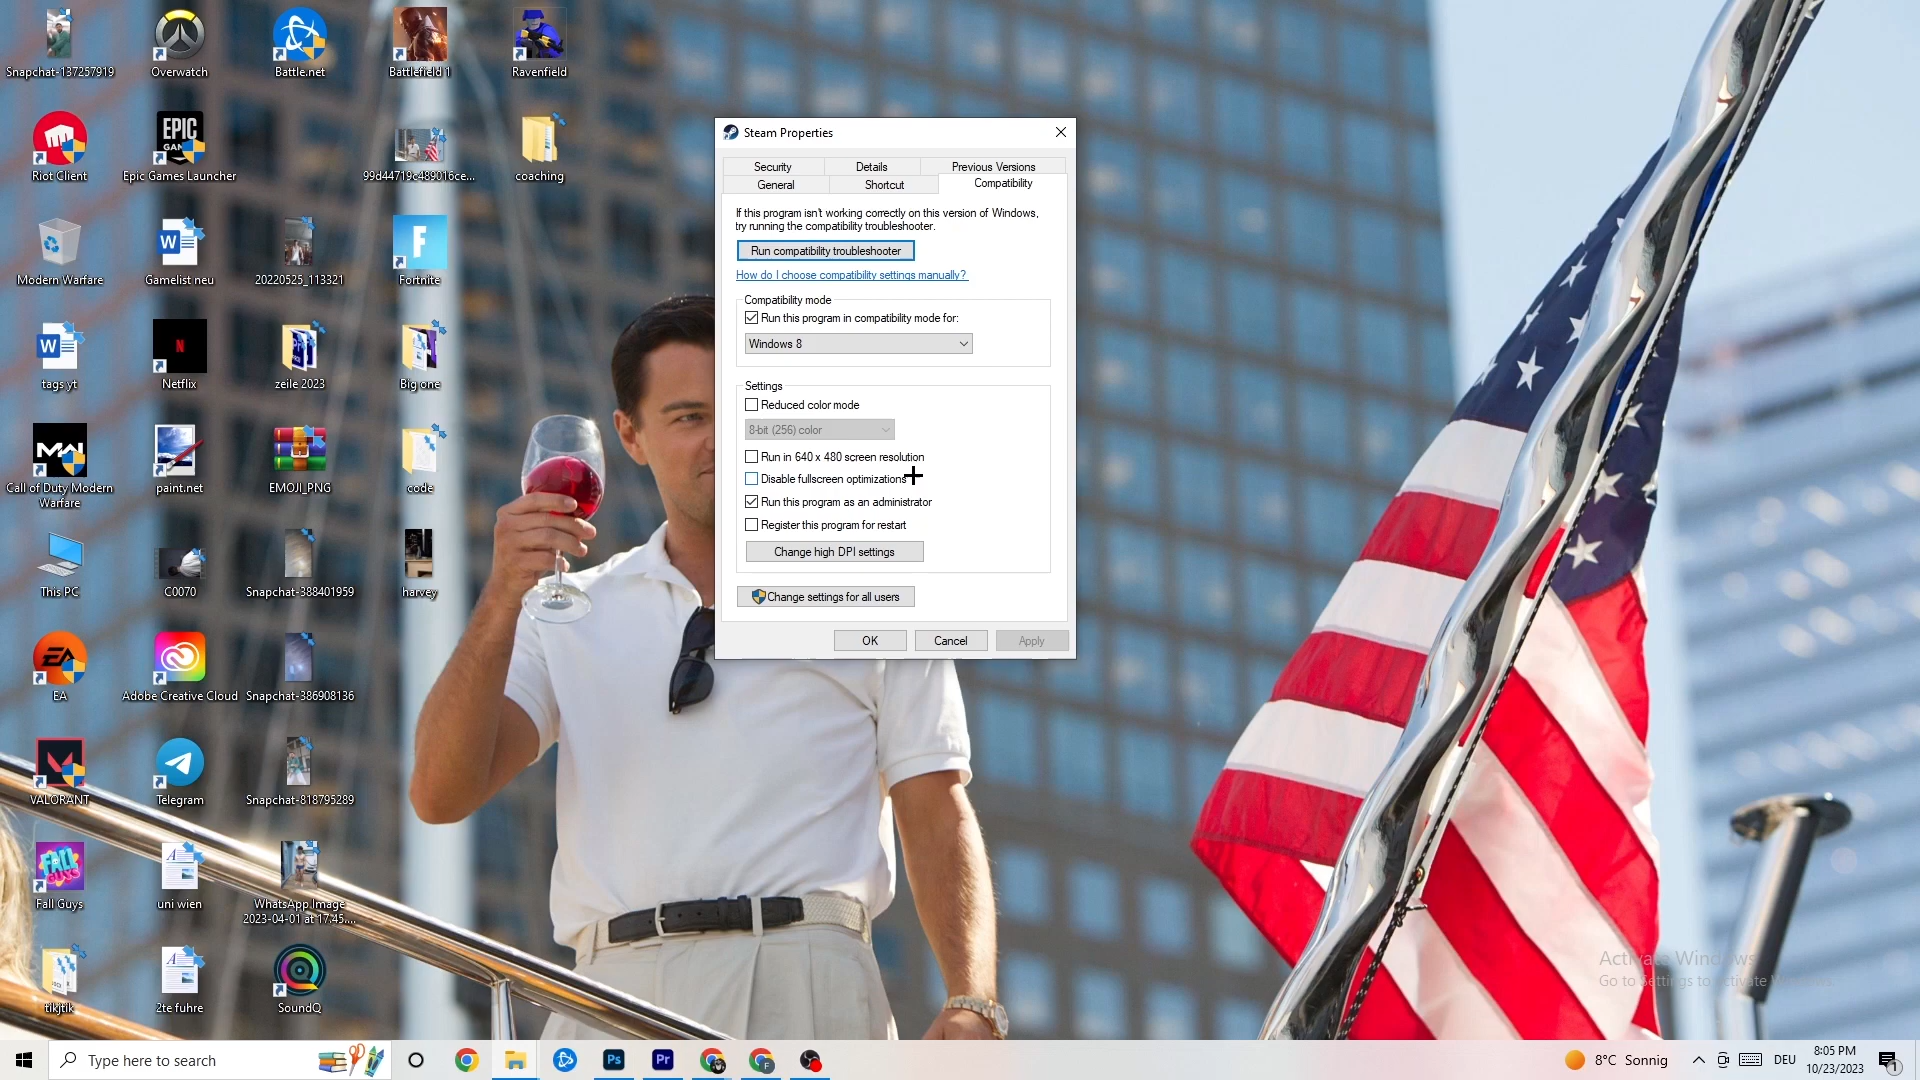 Snapchat-137257919
Overwatch
Battle.net
Battlefield 1
Ravenfield
Riot Client
EPIC
GAMES
Epic Games Launcher
99d44719c489016ce...
coaching
Modern Warfare
W
Gamelist neu
20220525_113321
F
Fortnite
W
tags yt
N
Netflix
zeile 2023
Big one
Call of Duty Modern
Warfare
paint.net
EMOJI_PNG
code
This PC
C0070
Snapchat-388401959
harvey
EA
EA
Adobe Creative Cloud
Snapchat-386908136
VALORANT
Telegram
Snapchat-818795289
FALL
GUYS
Fall Guys
uni wien
WhatsApp Image
2023-04-01 at 17.45....
tikjtik
2te fuhre
SoundQ
Steam Properties
Security
Details
Previous Versions
General
Shortcut
Compatibility
If this program isn't working correctly on this version of Windows,
try running the compatibility troubleshooter.
Run compatibility troubleshooter
How do I choose compatibility settings manually?
Compatibility mode
Run this program in compatibility mode for:
Windows 8
Settings
Reduced color mode
8-bit (256) color
Run in 640 x 480 screen resolution
Disable fullscreen optimizations
Run this program as an administrator
Register this program for restart
Change high DPI settings
Change settings for all users
OK
Cancel
Apply
Activate Windows
Go to Settings to activate Windows.
Type here to search
Ps
Pr
F
8°C Sonnig
DEU
8:05 PM
10/23/2023
1